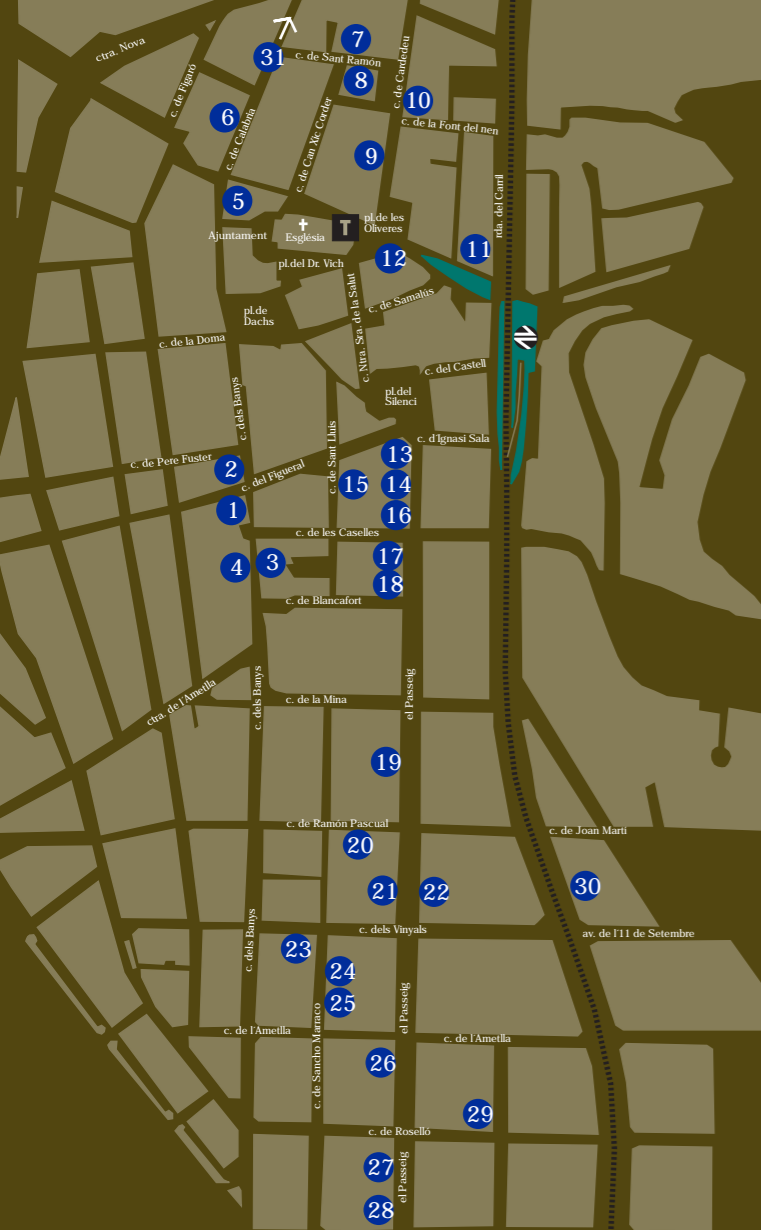 7
ctra. Nova
31
c. de Sant Ramón
c. de Cardedeu
8
c. de Figaró
10
6
c. de Calabria
c. de Can Xic Corder
c. de la Font del nen
9
5
rda. del Carril
Ajuntament
Església
T
pl.de les
Oliveres
11
12
pl.del Dr. Vich
c. Ntra. Sra. de la Salut
c. de Samalús
pl.de
Dachs
c. de la Doma
c. del Castell
pl.del
Silenci
c. dels Banys
c. d'Ignasi Sala
c. de Sant Lluis
13
c. de Pere Fuster
2
c. del Figueral
15
14
1
16
c. de les Caselles
17
4
3
18
c. de Blancafort
ctra. de l'Ametlla
c. dels Banys
c. de la Mina
el Passeig
19
c. de Ramón Pascual
c. de Joan Martí
20
21
22
30
c. dels Vinyals
av. de l'11 de Setembre
c. dels Banys
23
24
25
el Passeig
c. de l'Ametlla
c. de l'Ametlla
c. de Sancho Marraco
26
29
c. de Roselló
27
el Passeig
28